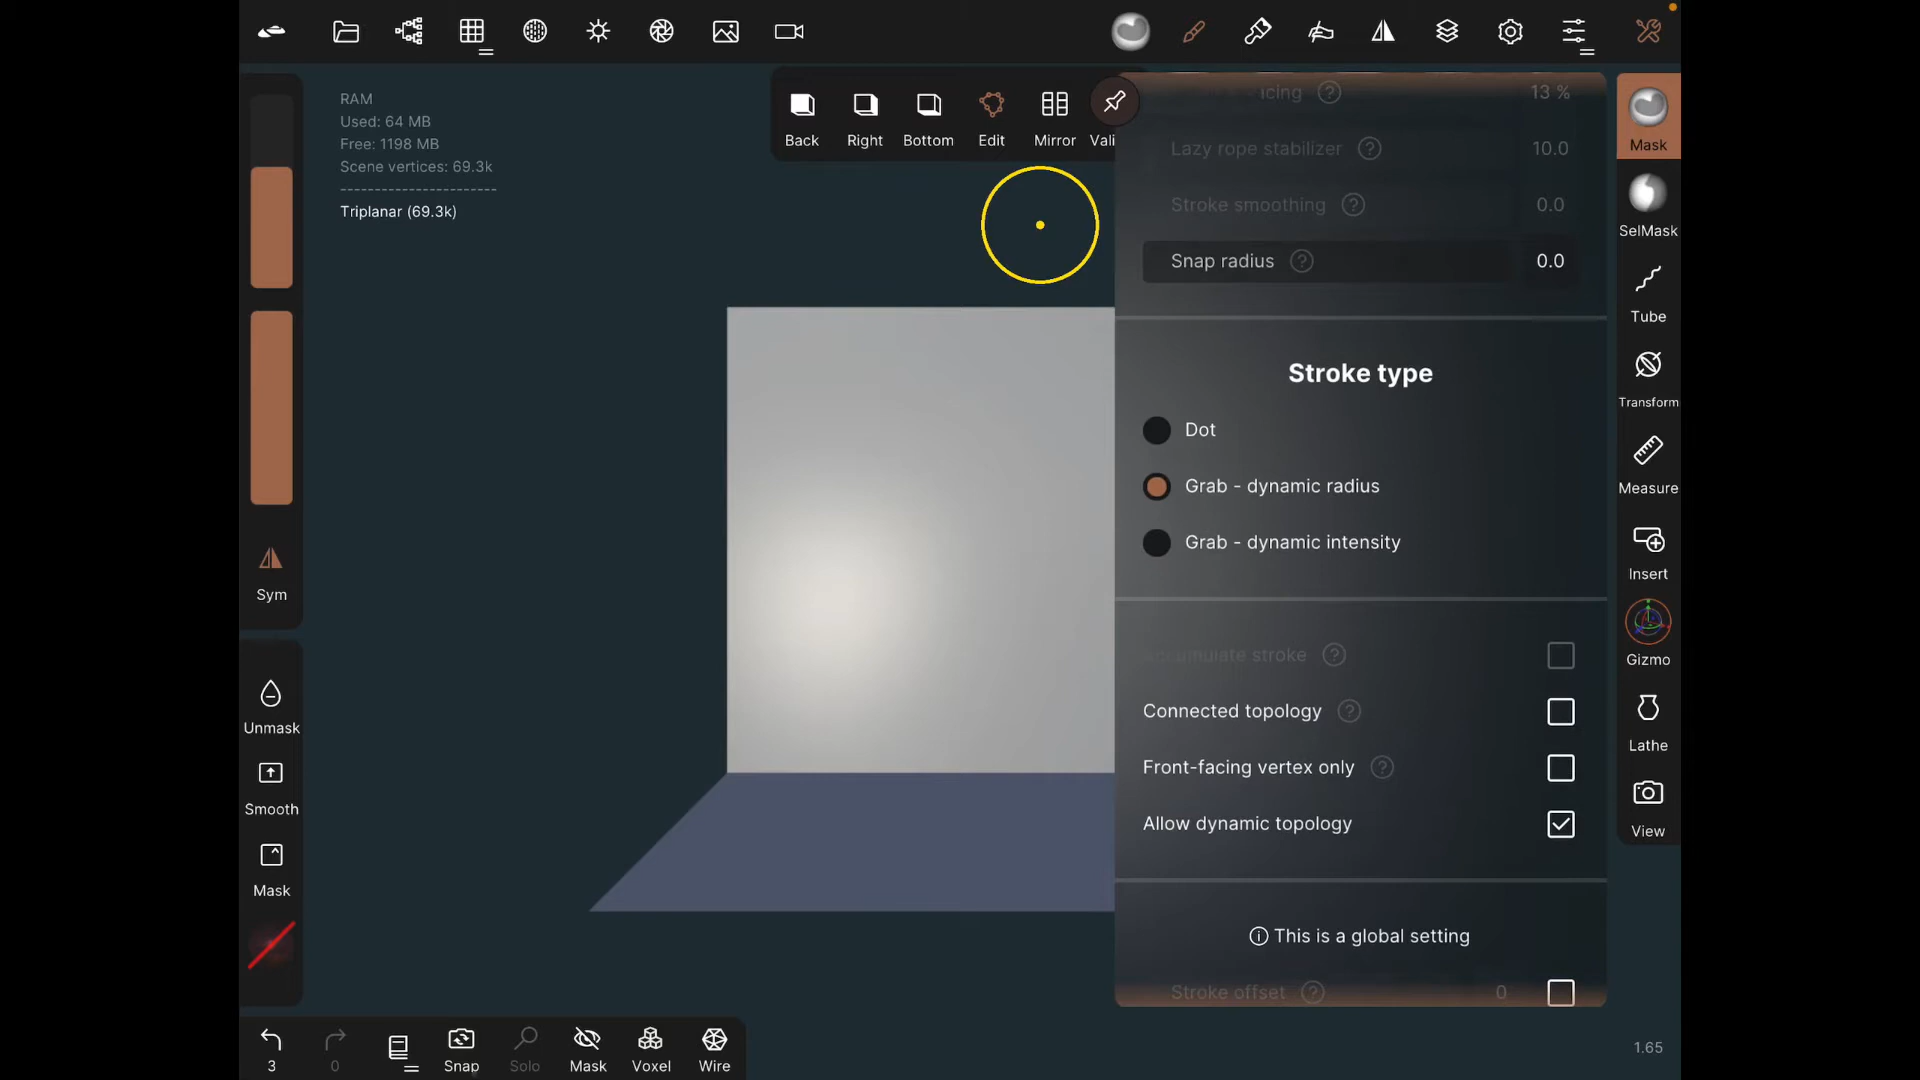 RAM
Used: 64 MB
Free: 1198 MB
Scene vertices: 69.3k
----------------------
Triplanar (69.3k)
Back
Right
Bottom
Edit
Mirror
Vali
13 %
Lazy rope stabilizer ? 10.0
Stroke smoothing ? 0.0
Snap radius ? 0.0
Stroke type
Dot
Grab - dynamic radius
Grab - dynamic intensity
stroke ?
Connected topology ?
Front-facing vertex only ?
Allow dynamic topology
This is a global setting
Stroke offset ? 0
Mask
SelMask
Tube
Transform
Measure
Insert
Gizmo
Lathe
View
Sym
Unmask
Smooth
Mask
3
0
Snap
Solo
Mask
Voxel
Wire
1.65